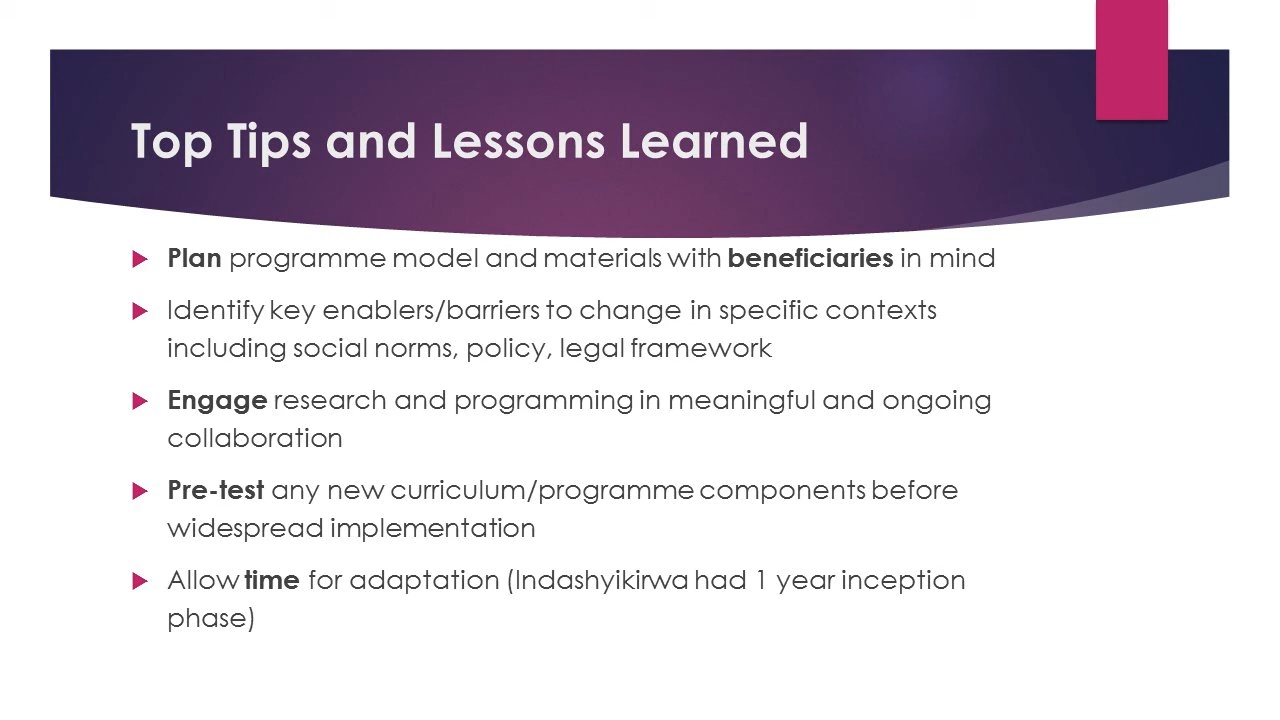 Top Tips and Lessons Learned
Plan programme model and materials with beneficiaries in mind
Identify key enablers/barriers to change in specific contexts
including social norms, policy, legal framework
Engage research and programming in meaningful and ongoing
collaboration
Pre-test any new curriculum/programme components before
widespread implementation
Allow time for adaptation (Indashyikirwa had 1 year inception
phase)